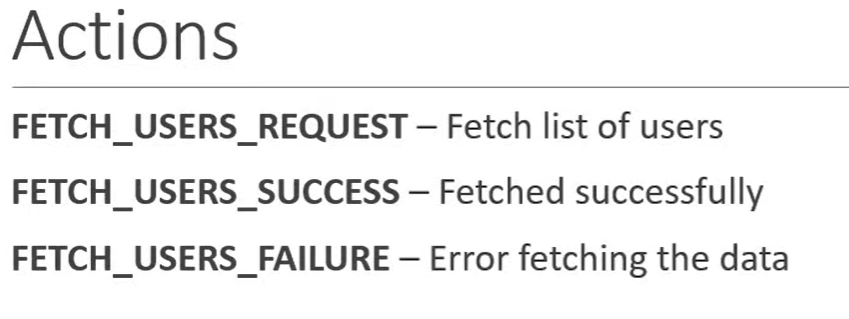 Actions
FETCH_USERS_REQUEST – Fetch list of users
FETCH_USERS_SUCCESS – Fetched successfully
FETCH_USERS_FAILURE – Error fetching the data